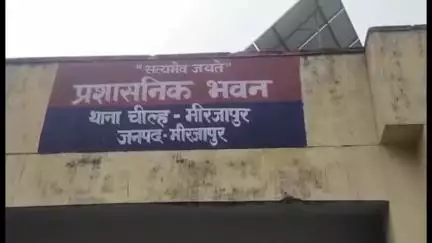 "सत्यमेव जयते"
प्रशासनिक भवन
थाना चील्ह - मीरजापुर
जनपद - मीरजापुर